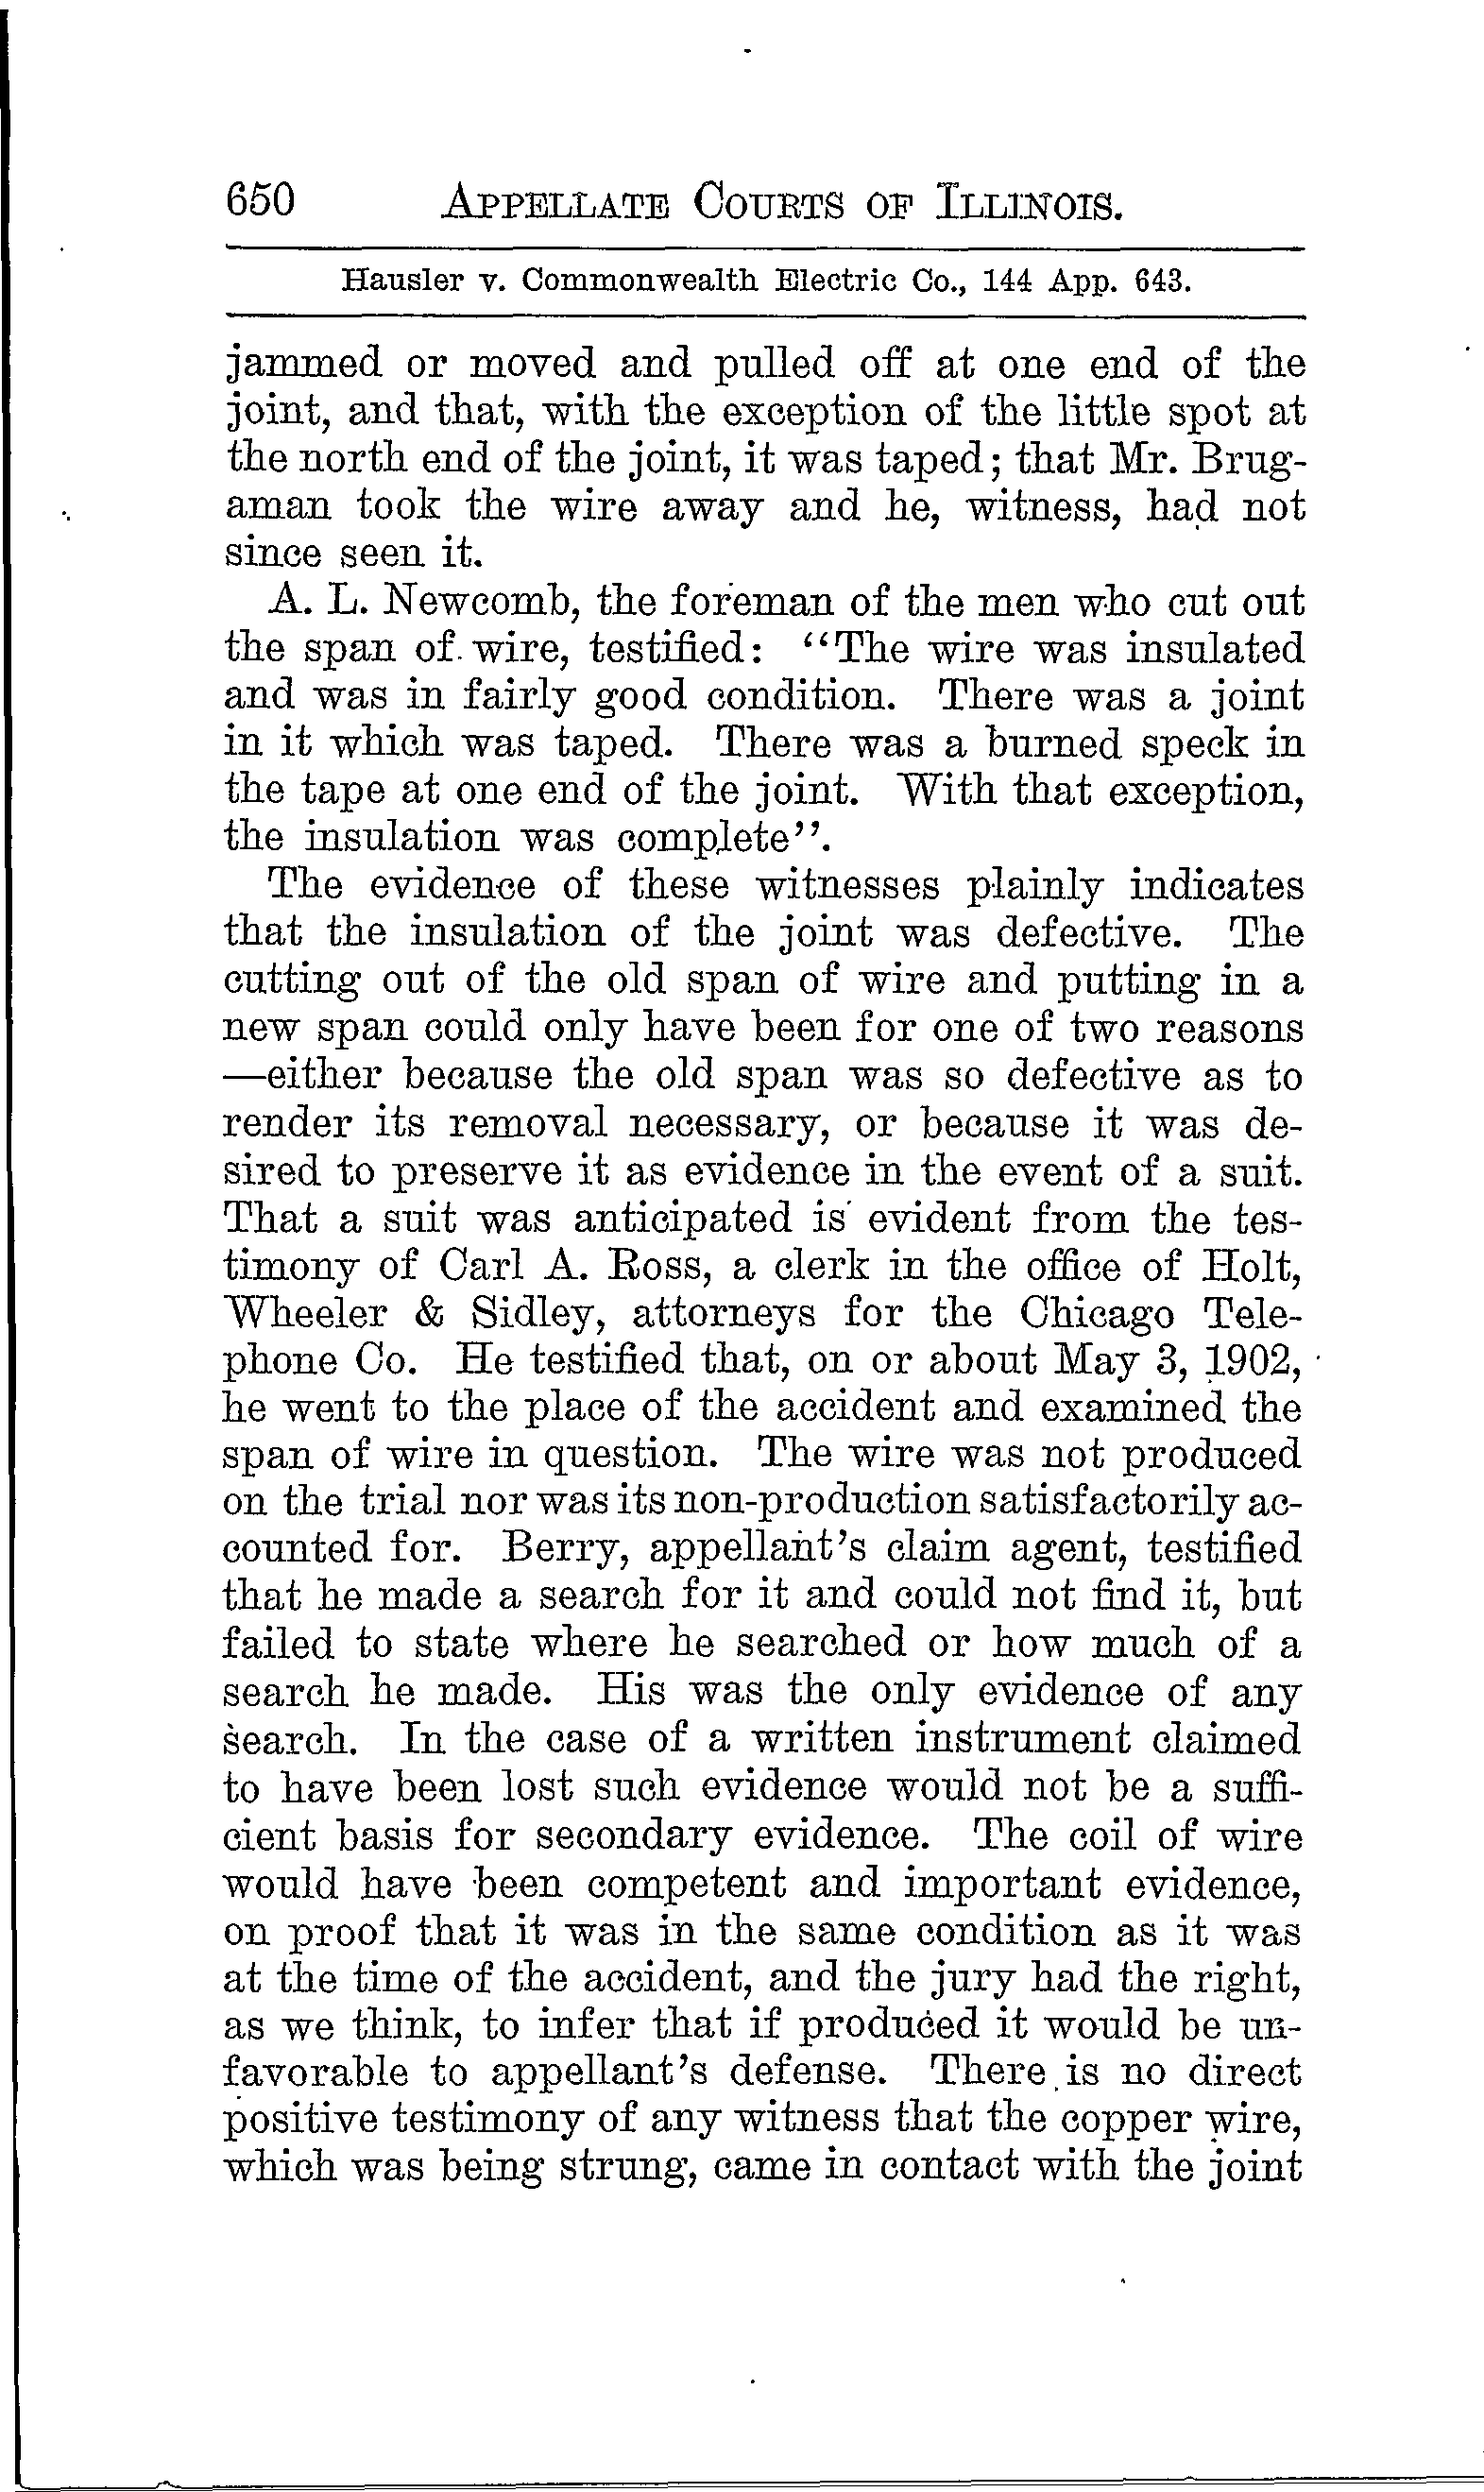 650 APPELLATE COURTS OF ILLINOIS.
Hausler v. Commonwealth Electric Co., 144 App. 643.
jammed or moved and pulled off at one end of the
joint, and that, with the exception of the little spot at
the north end of the joint, it was taped; that Mr. Brug-
aman took the wire away and he, witness, had not
since seen it.
A. L. Newcomb, the foreman of the men who cut out
the span of wire, testified: “The wire was insulated
and was in fairly good condition. There was a joint
in it which was taped. There was a burned speck in
the tape at one end of the joint. With that exception,
the insulation was complete”.
The evidence of these witnesses plainly indicates
that the insulation of the joint was defective. The
cutting out of the old span of wire and putting in a
new span could only have been for one of two reasons
—either because the old span was so defective as to
render its removal necessary, or because it was de-
sired to preserve it as evidence in the event of a suit.
That a suit was anticipated is evident from the tes-
timony of Carl A. Ross, a clerk in the office of Holt,
Wheeler & Sidley, attorneys for the Chicago Tele-
phone Co. He testified that, on or about May 3, 1902,
he went to the place of the accident and examined the
span of wire in question. The wire was not produced
on the trial nor was its non-production satisfactorily ac-
counted for. Berry, appellant's claim agent, testified
that he made a search for it and could not find it, but
failed to state where he searched or how much of a
search he made. His was the only evidence of any
search. In the case of a written instrument claimed
to have been lost such evidence would not be a suffi-
cient basis for secondary evidence. The coil of wire
would have been competent and important evidence,
on proof that it was in the same condition as it was
at the time of the accident, and the jury had the right,
as we think, to infer that if produced it would be un-
favorable to appellant's defense. There is no direct
positive testimony of any witness that the copper wire,
which was being strung, came in contact with the joint